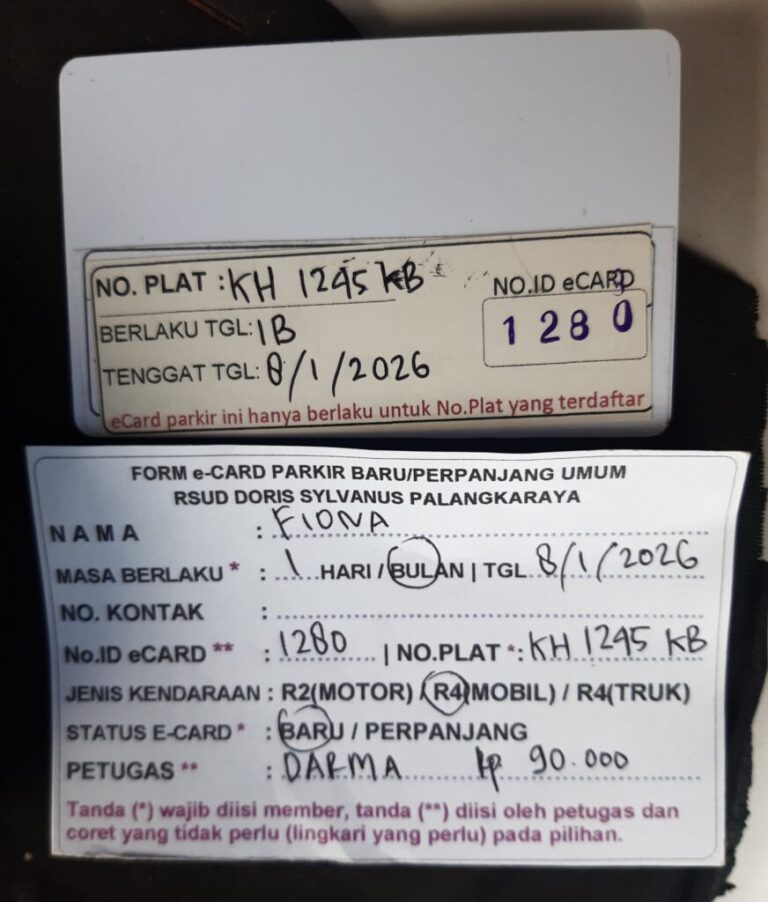 NO. PLAT : KH 1245 KB
NO.ID eCARD
1280
BERLAKU TGL: 1B
TENGGAT TGL: 8/1/2026
eCard parkir ini hanya berlaku untuk No.Plat yang terdaftar
FORM e-CARD PARKIR BARU/PERPANJANG UMUM
RSUD DORIS SYLVANUS PALANGKARAYA
NAMA : FIONA
MASA BERLAKU * : 1 HARI / BULAN | TGL 8/1/2026
NO. KONTAK :
No.ID eCARD ** : 1280 | NO.PLAT *: KH 1245 KB
JENIS KENDARAAN : R2(MOTOR) / R4(MOBIL) / R4(TRUK)
STATUS E-CARD * : BARU / PERPANJANG
PETUGAS ** : DARMA Rp 90.000
Tanda (*) wajib diisi member, tanda (**) diisi oleh petugas dan
coret yang tidak perlu (lingkari yang perlu) pada pilihan.